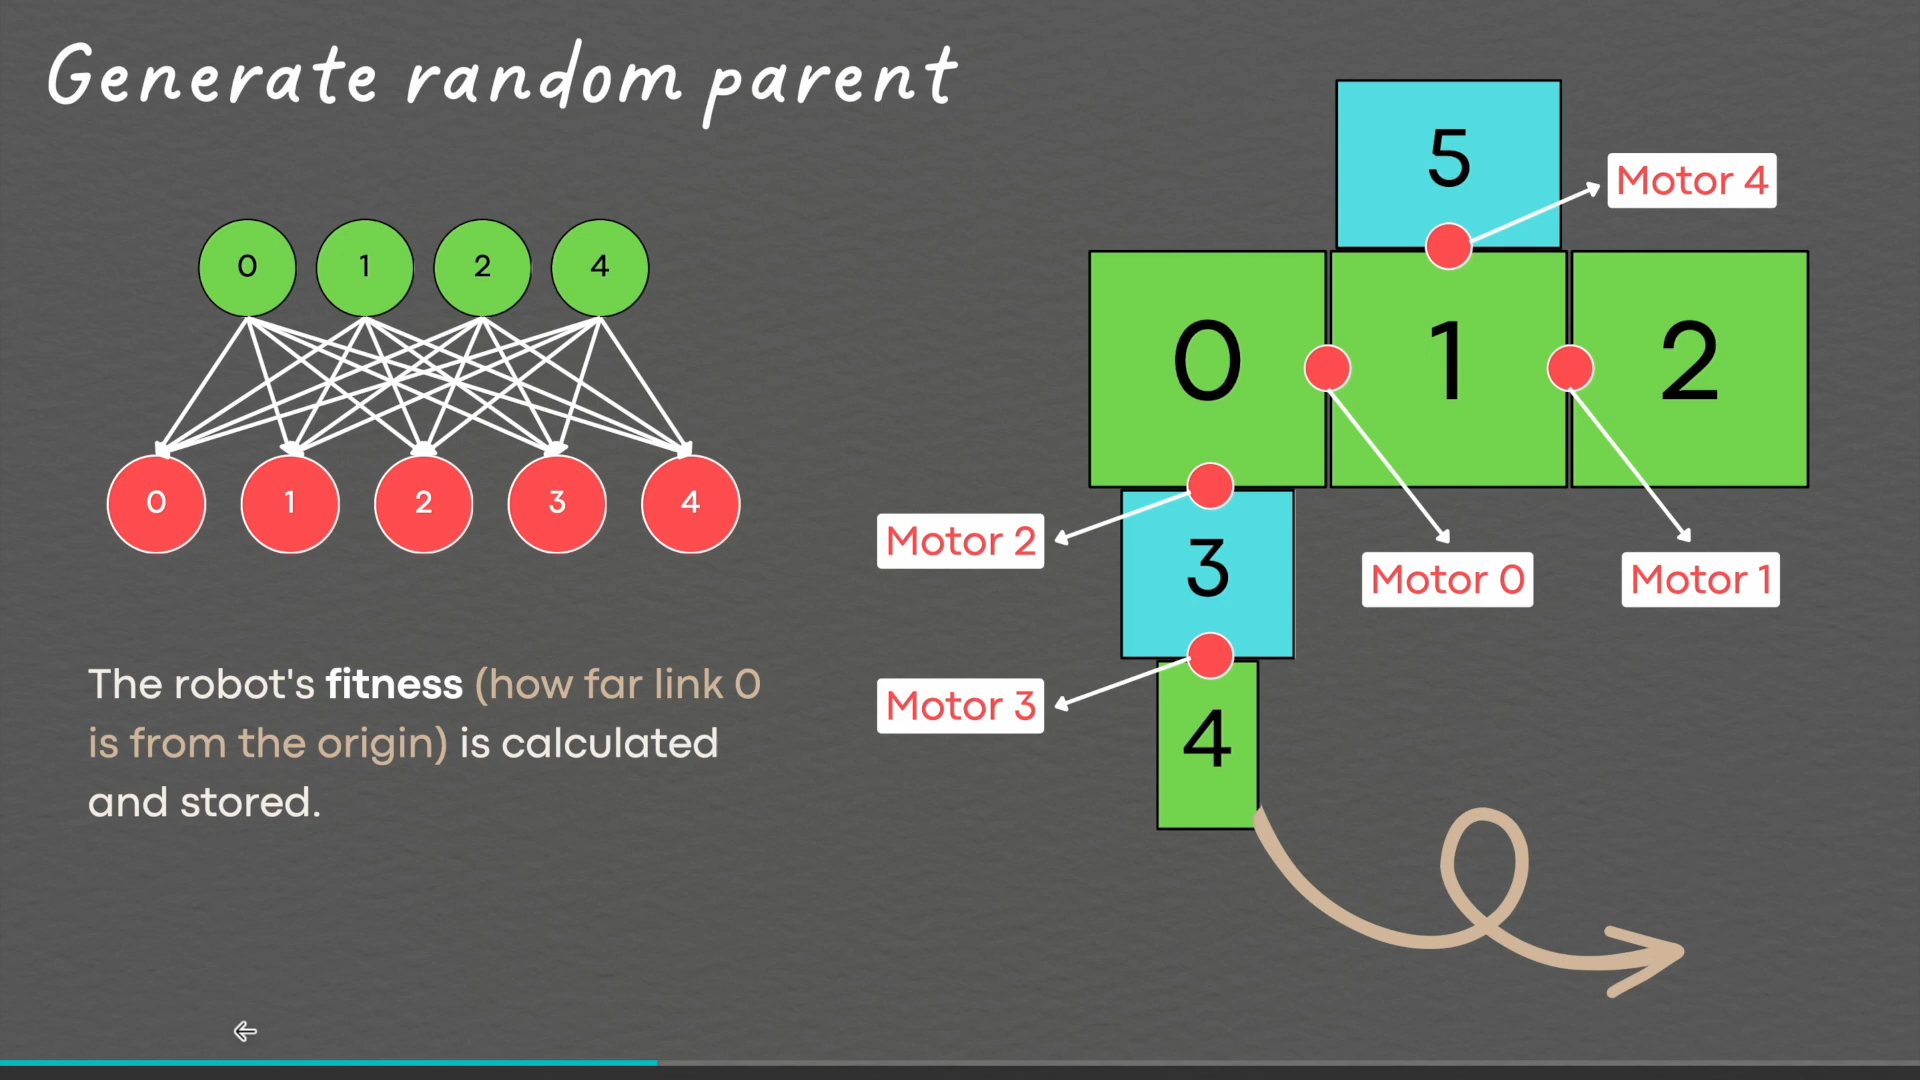 Generate random parent
0 1 2 4
0 1 2 3 4
The robot's fitness (how far link 0
is from the origin) is calculated
and stored.
5
Motor 4
0 1 2
Motor 2
3
Motor 0
Motor 1
Motor 3
4